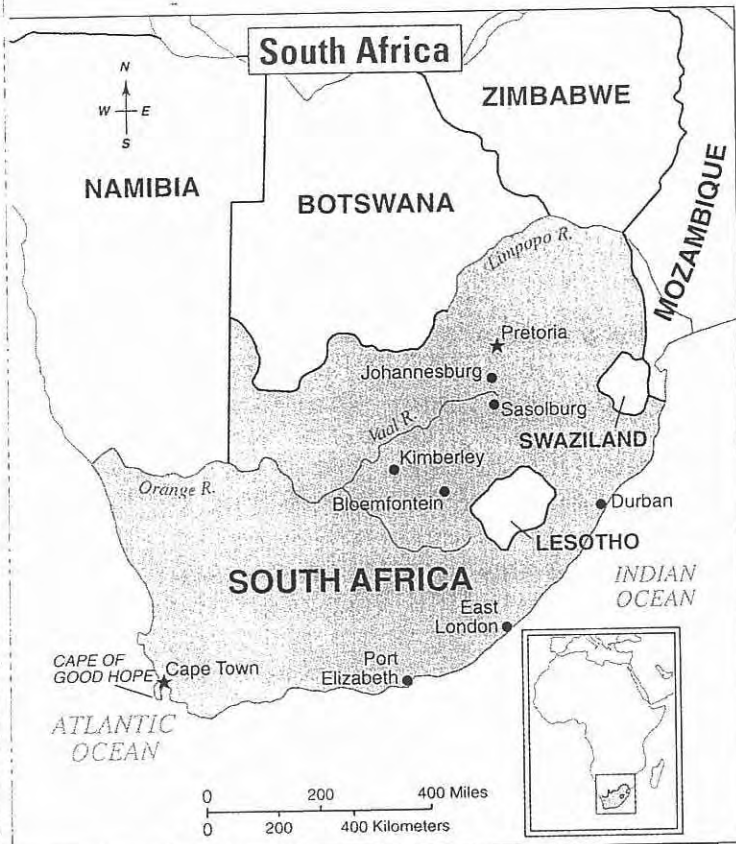 South Africa
N
W E
S
ZIMBABWE
NAMIBIA
BOTSWANA
MOZAMBIQUE
Limpopo R.
Pretoria
Johannesburg
Sasolburg
Vaal R.
SWAZILAND
Kimberley
Orange R.
Bloemfontein
Durban
LESOTHO
SOUTH AFRICA
INDIAN
OCEAN
East
London
CAPE OF
GOOD HOPE
Cape Town
Port
Elizabeth
ATLANTIC
OCEAN
0 200 400 Miles
0 200 400 Kilometers